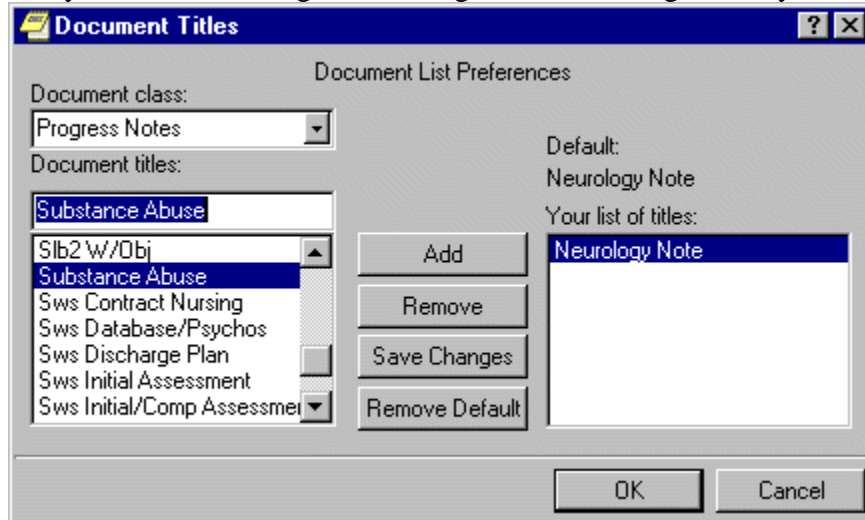 Document Titles
Document List Preferences
Document class:
Progress Notes
Document titles:
Substance Abuse
Slb2 W/Obj
Substance Abuse
Sws Contract Nursing
Sws Database/Psychos
Sws Discharge Plan
Sws Initial Assessment
Sws Initial/Comp Assessmen
Add
Remove
Save Changes
Remove Default
Default:
Neurology Note
Your list of titles:
Neurology Note
OK
Cancel